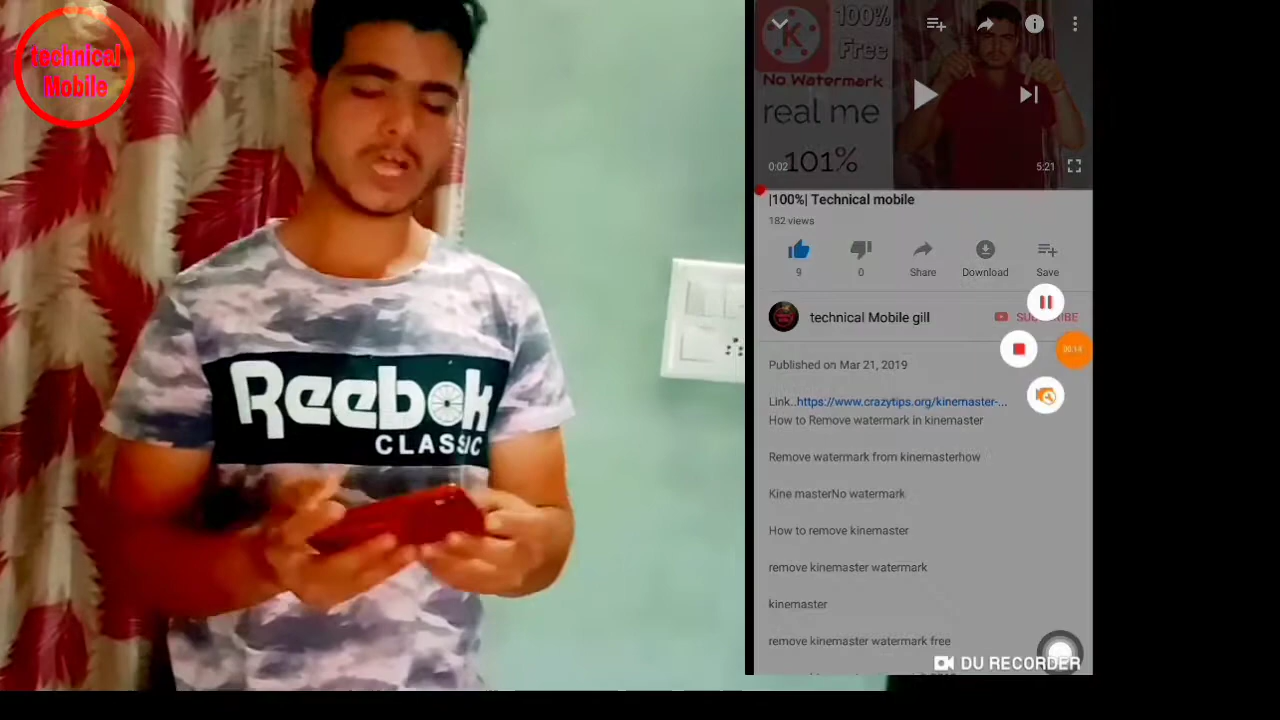 technical
Mobile
Reebok
CLASSIC
100%
Free
K
No Watermark
real me
101%
0:02
5:21
|100%| Technical mobile
182 views
9
0
Share
Download
Save
technical Mobile gill
Published on Mar 21, 2019
Link..https://www.crazytips.org/kinemaster-...
How to Remove watermark in kinemaster
Remove watermark from kinemasterhow
Kine masterNo watermark
How to remove kinemaster
remove kinemaster watermark
kinemaster
remove kinemaster watermark free
DU RECORDER